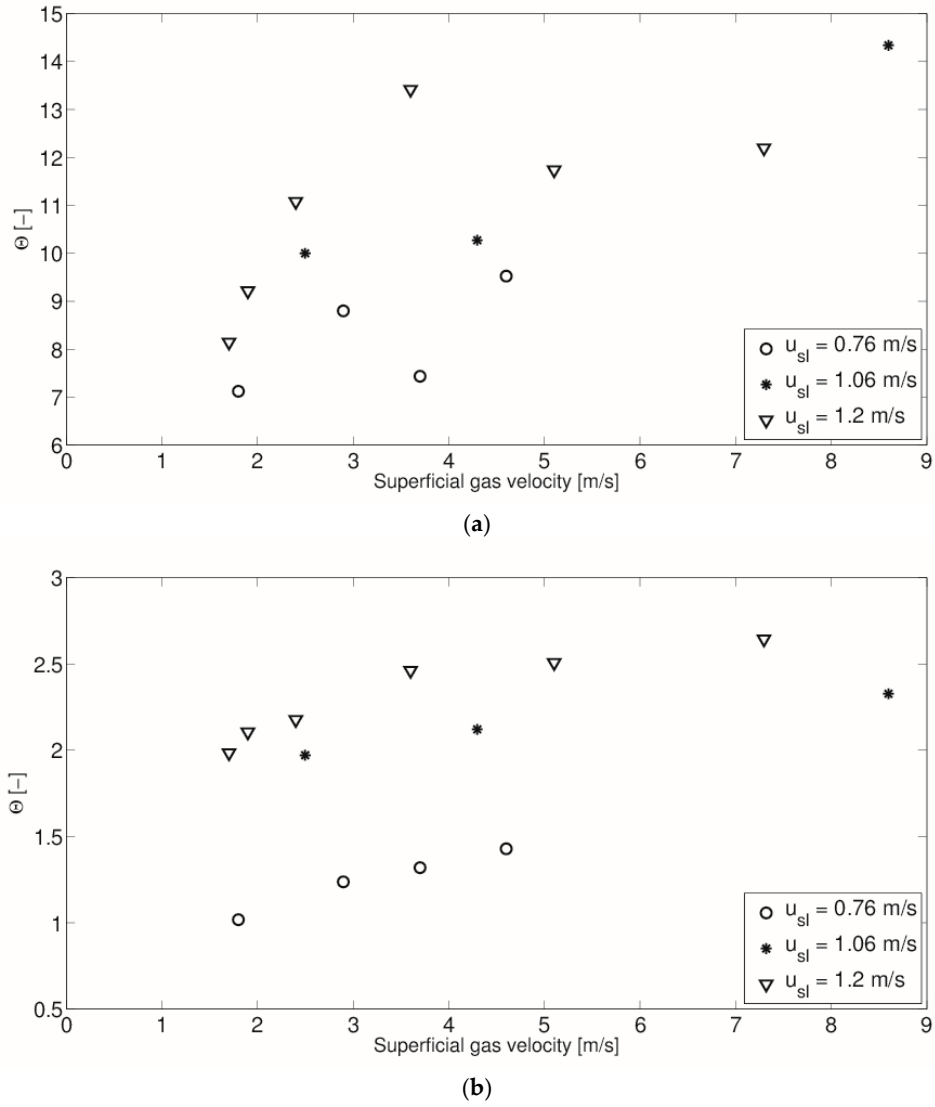 15
14
13
12
11
10
9
8
7
6
Θ [−]
0 1 2 3 4 5 6 7 8 9
Superficial gas velocity [m/s]
u_sl = 0.76 m/s
u_sl = 1.06 m/s
u_sl = 1.2 m/s
(a)
3
2.5
2
1.5
1
0.5
Θ [−]
0 1 2 3 4 5 6 7 8 9
Superficial gas velocity [m/s]
u_sl = 0.76 m/s
u_sl = 1.06 m/s
u_sl = 1.2 m/s
(b)